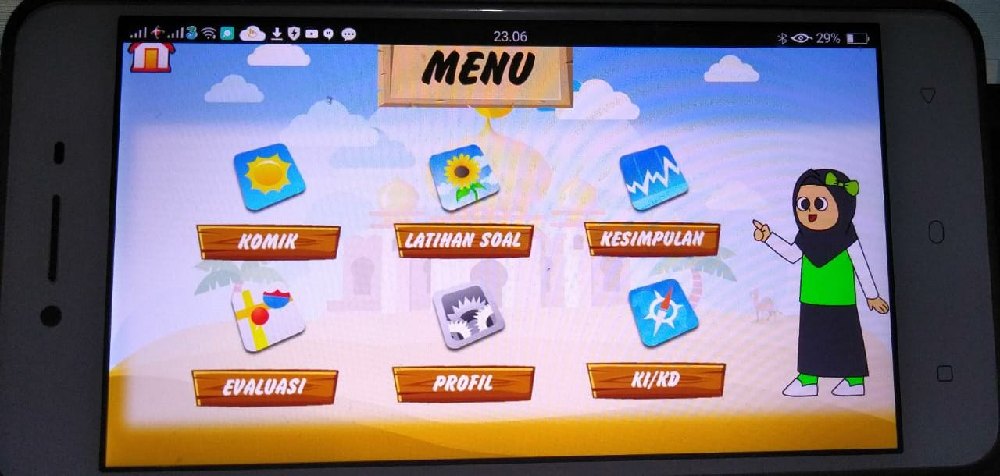 23.06
29%
MENU
KOMIK
LATIHAN SOAL
KESIMPULAN
EVALUASI
PROFIL
KI/KD